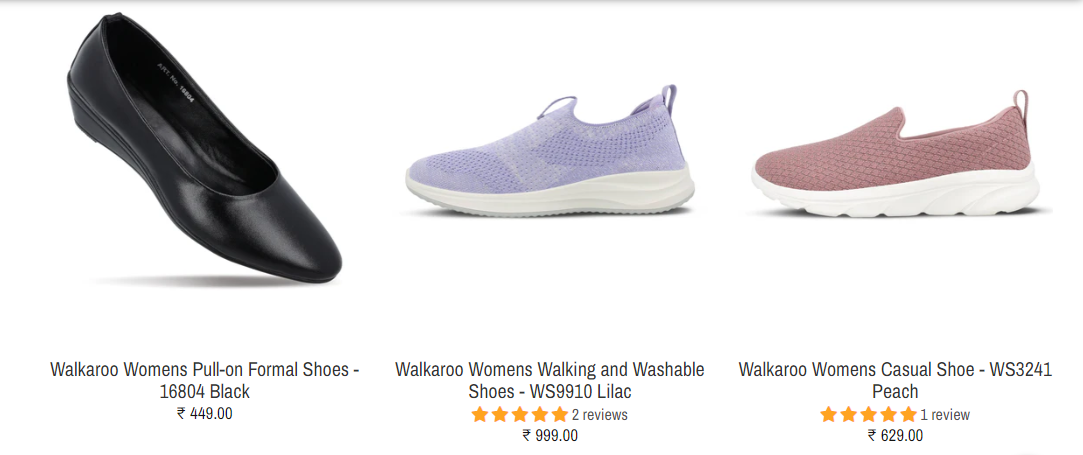 ART. No. 16804
Walkaroo Womens Pull-on Formal Shoes -
16804 Black
₹ 449.00
Walkaroo Womens Walking and Washable
Shoes - WS9910 Lilac
2 reviews
₹ 999.00
Walkaroo Womens Casual Shoe - WS3241
Peach
1 review
₹ 629.00